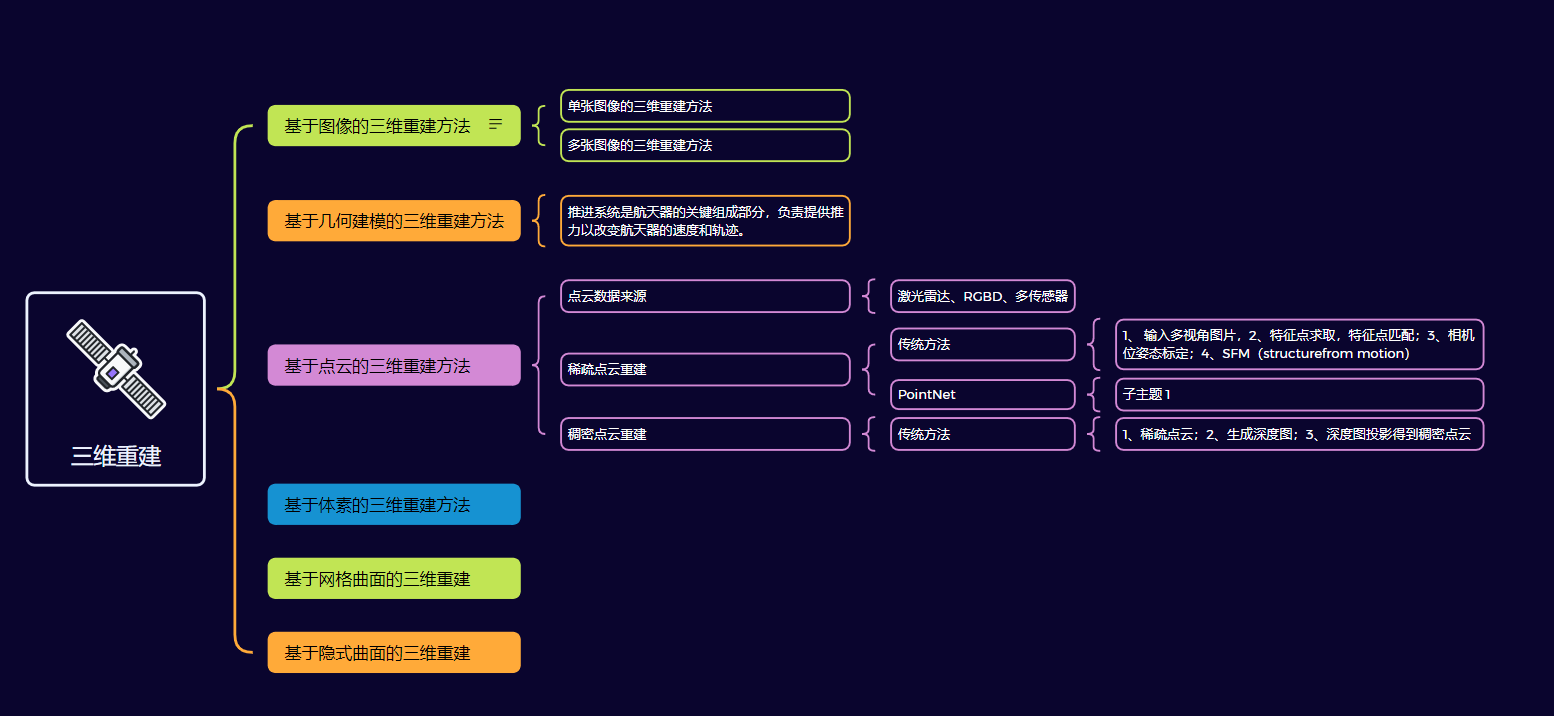 三维重建
基于图像的三维重建方法
单张图像的三维重建方法
多张图像的三维重建方法
基于几何建模的三维重建方法
推进系统是航天器的关键组成部分，负责提供推
力以改变航天器的速度和轨迹。
基于点云的三维重建方法
点云数据来源
激光雷达、RGBD、多传感器
稀疏点云重建
传统方法
1、 输入多视角图片，2、特征点求取，特征点匹配；3、相机
位姿态标定；4、SFM（structurefrom motion）
PointNet
子主题 1
稠密点云重建
传统方法
1、稀疏点云；2、生成深度图；3、深度图投影得到稠密点云
基于体素的三维重建方法
基于网格曲面的三维重建
基于隐式曲面的三维重建